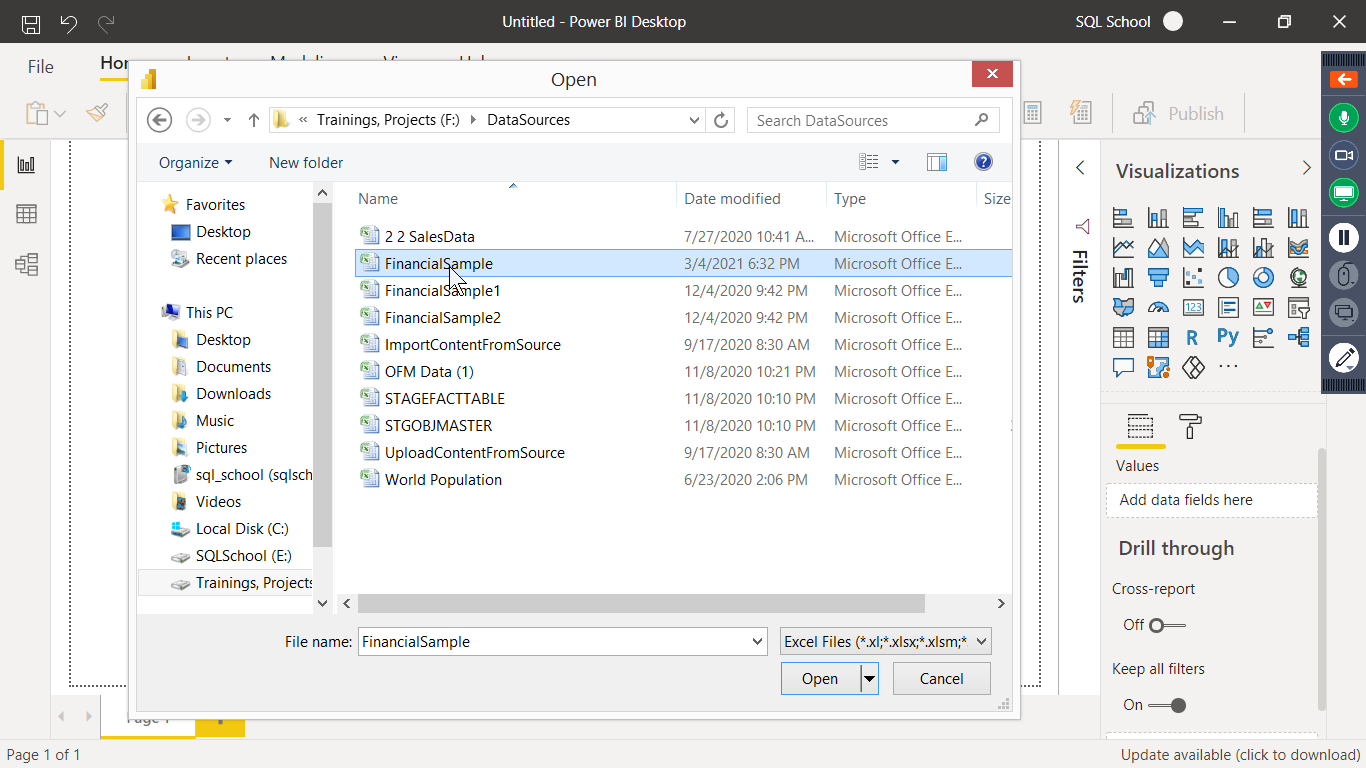 Untitled - Power BI Desktop
SQL School
File
Open
« Trainings, Projects (F:) DataSources
Search DataSources
Publish
Organize
New folder
Visualizations
Filters
Name
Date modified
Type
Size
Favorites
Desktop
Recent places
This PC
Desktop
Documents
Downloads
Music
Pictures
sql_school (sqlsch
Videos
Local Disk (C:)
SQLSchool (E:)
Trainings, Projects
2 2 SalesData 7/27/2020 10:41 A... Microsoft Office E...
FinancialSample 3/4/2021 6:32 PM Microsoft Office E...
FinancialSample1 12/4/2020 9:42 PM Microsoft Office E...
FinancialSample2 12/4/2020 9:42 PM Microsoft Office E...
ImportContentFromSource 9/17/2020 8:30 AM Microsoft Office E...
OFM Data (1) 11/8/2020 10:21 PM Microsoft Office E...
STAGEFACTTABLE 11/8/2020 10:10 PM Microsoft Office E...
STGOBJMASTER 11/8/2020 10:10 PM Microsoft Office E...
UploadContentFromSource 9/17/2020 8:30 AM Microsoft Office E...
World Population 6/23/2020 2:06 PM Microsoft Office E...
File name: FinancialSample
Excel Files (*.xl;*.xlsx;*.xlsm;*.
Open
Cancel
123
R
Py
Values
Add data fields here
Drill through
Cross-report
Off
Keep all filters
On
Page 1 of 1
Update available (click to download)